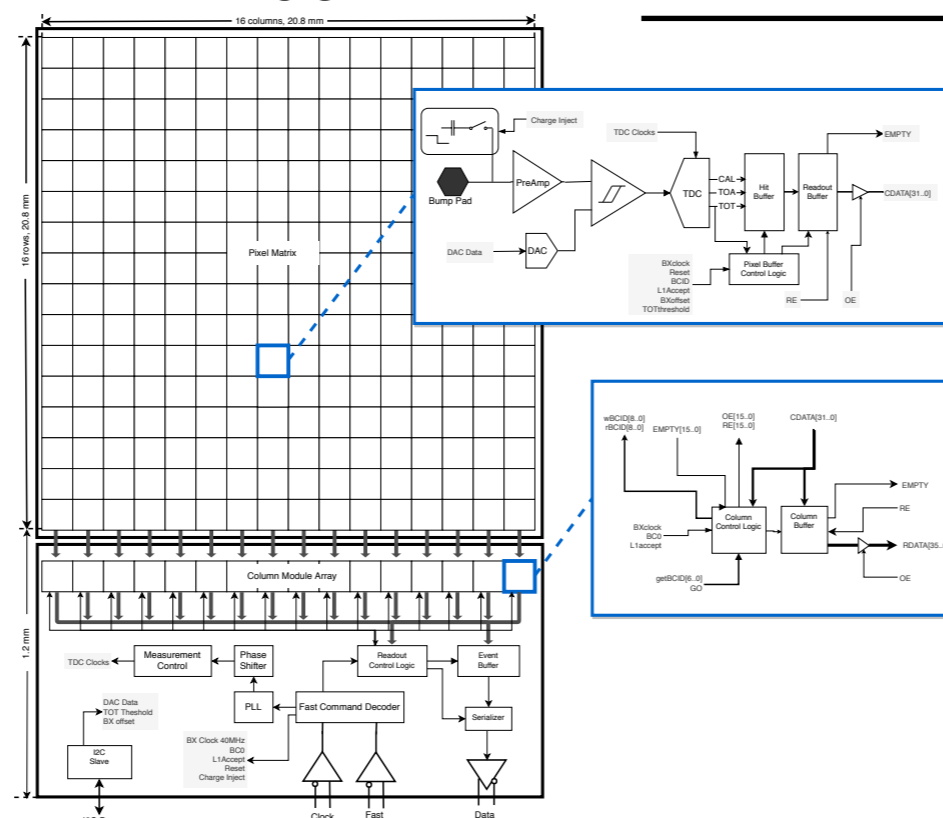 16 columns, 20.8 mm
16 rows, 20.8 mm
Pixel Matrix
Charge Inject
TDC Clocks
EMPTY
PreAmp
Bump Pad
TDC
CAL
TOA
TOT
Hit
Buffer
Readout
Buffer
CDATA[31..0]
DAC Data
DAC
Pixel Buffer
Control Logic
BXclock
Reset
BCID
L1Accept
BXoffset
TOTthreshold
RE
OE
wBCID[8..0]
rBCID[8..0]
EMPTY[15..0]
OE[15..0]
RE[15..0]
CDATA[31..0]
EMPTY
Column
Control Logic
Column
Buffer
RE
BXclock
BC0
L1accept
RDATA[35..
getBCID[6..0]
GO
OE
Column Module Array
1.2 mm
TDC Clocks
Measurement
Control
Phase
Shifter
Readout
Control Logic
Event
Buffer
DAC Data
TOT Theshold
BX offset
PLL
Fast Command Decoder
Serializer
I2C
Slave
BX Clock 40MHz
BC0
L1Accept
Reset
Charge Inject
Clock
Fast
Data